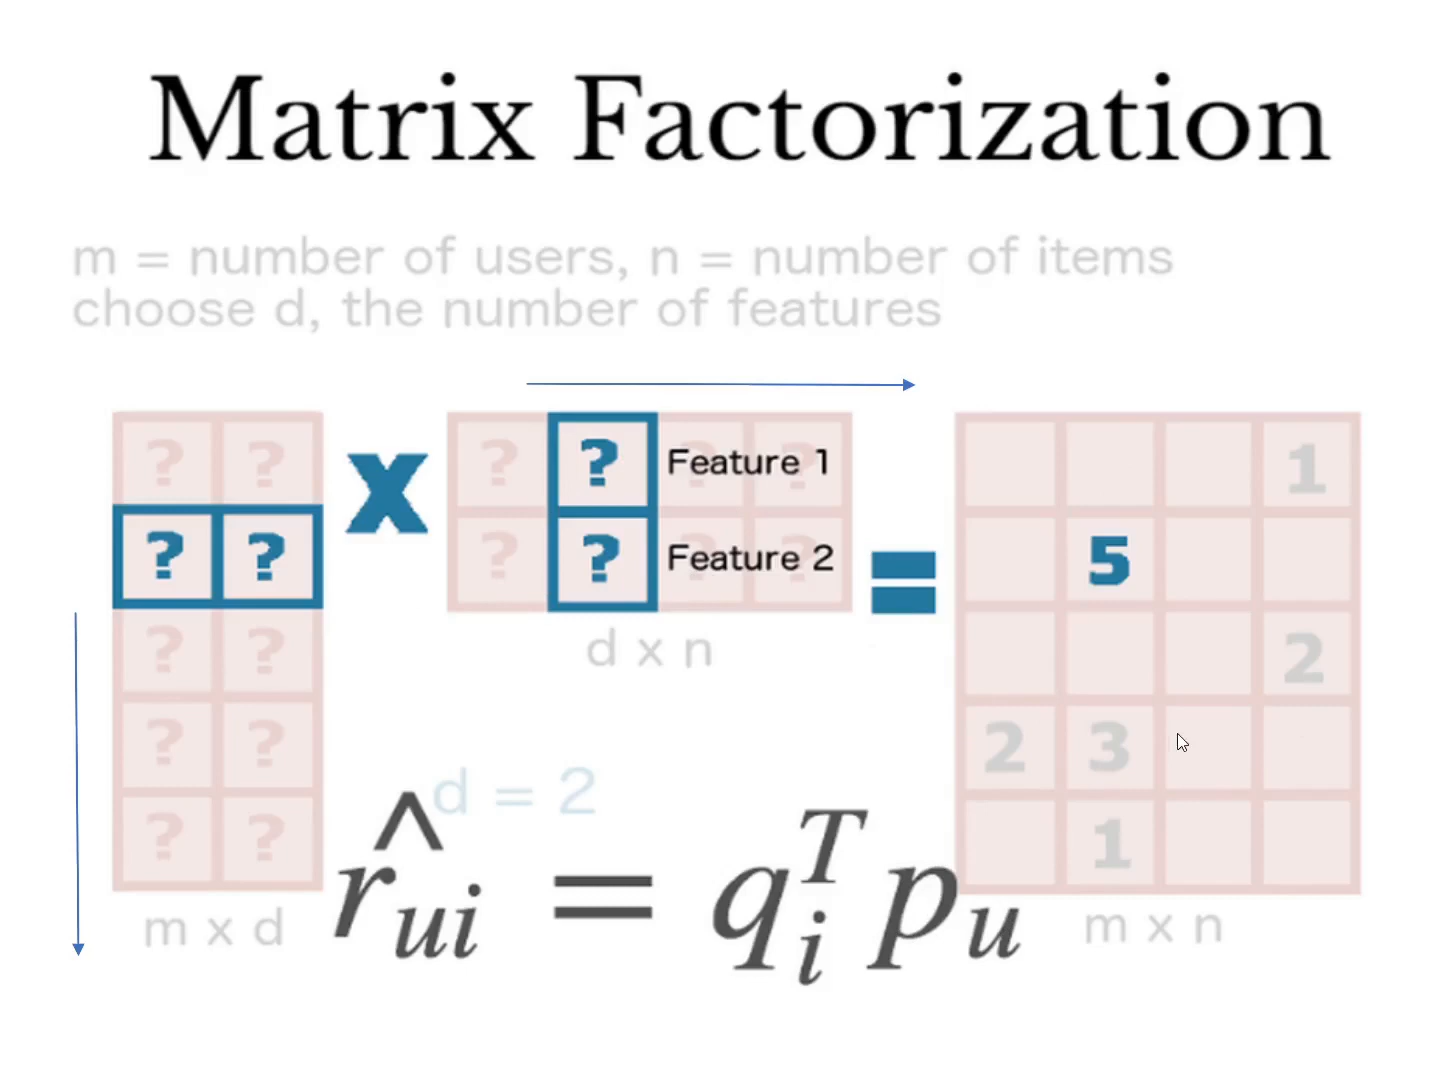 Matrix Factorization
m = number of users, n = number of items
choose d, the number of features
? ? x ? ? ? ? Feature 1 1
? ? ? ? ? ? Feature 2 = 5
? ? d x n 2
? ? 2 3
d = 2
? ? 1
m x d r̂ui = qiT pu m x n